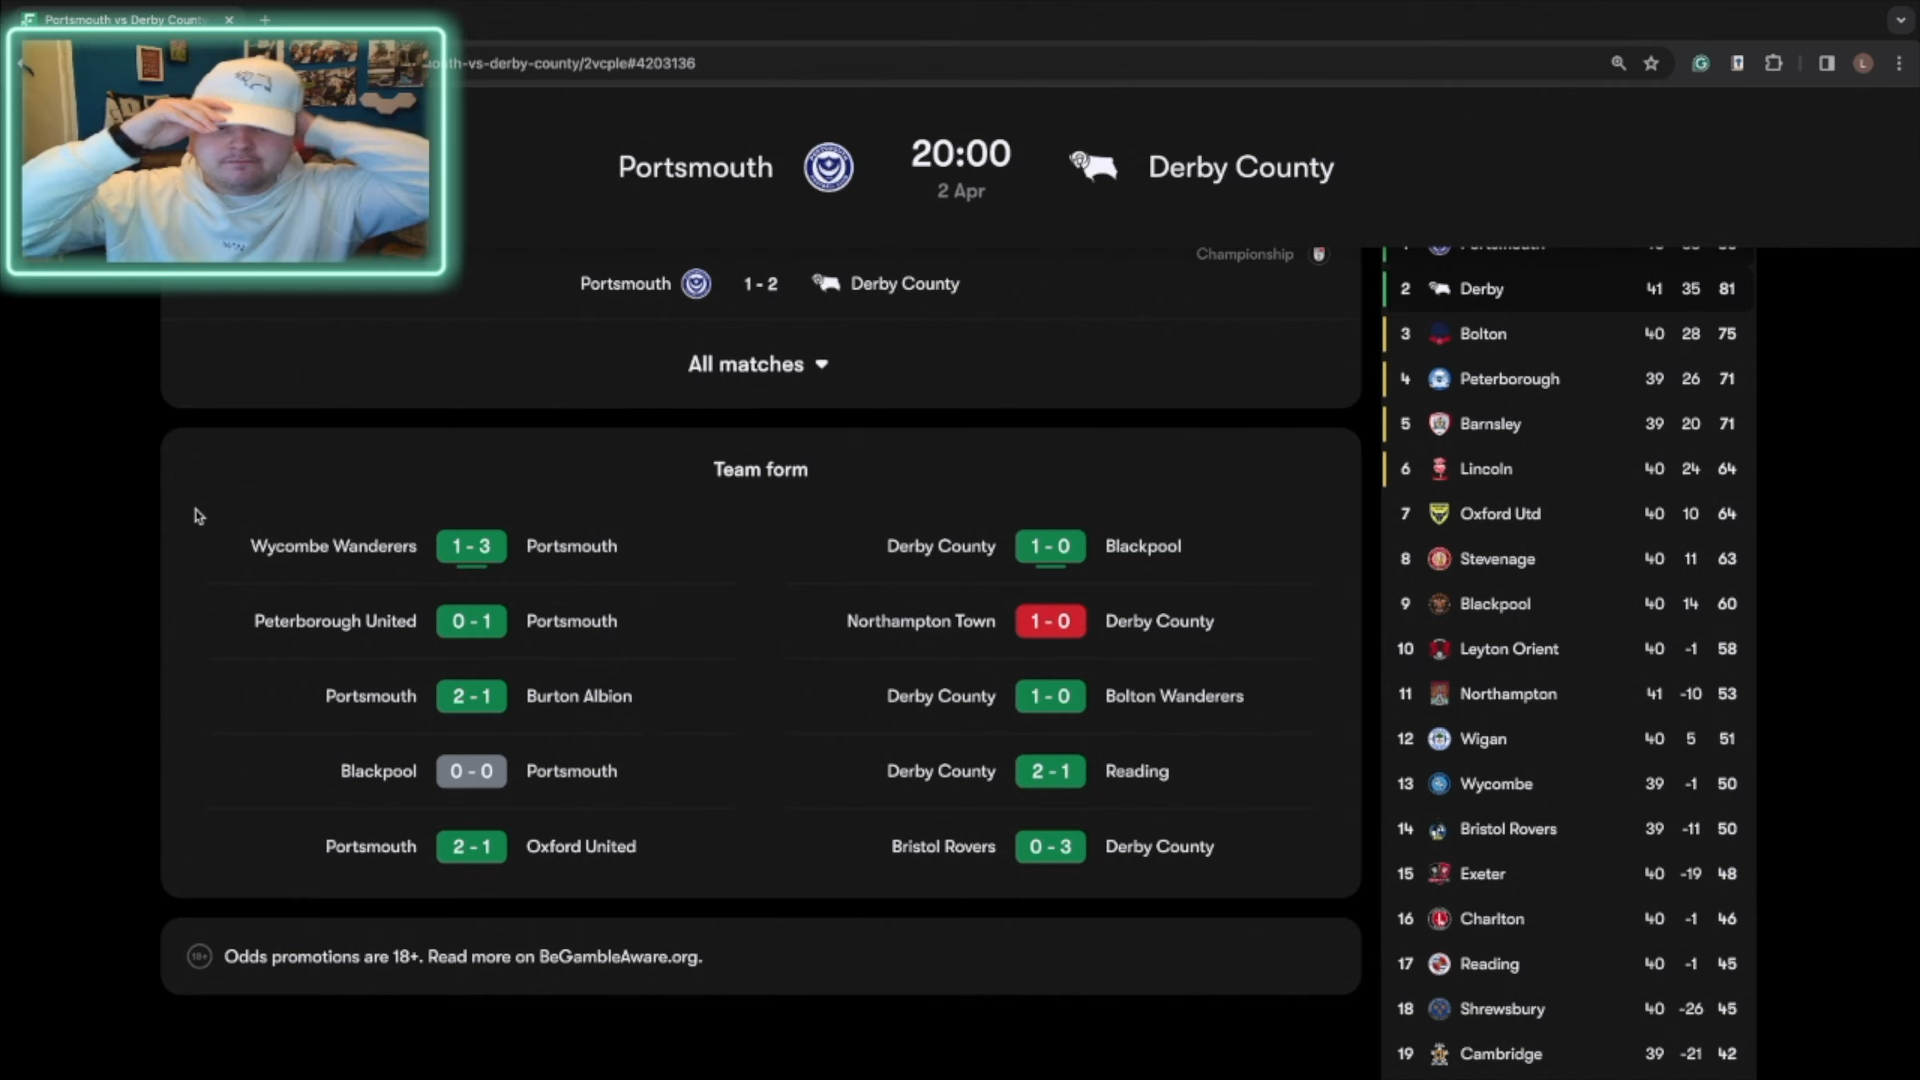 Portsmouth vs Derby County
-vs-derby-county/2vcple#4203136
L
Portsmouth 20:00 Derby County
2 Apr
Championship
Portsmouth 1 - 2 Derby County
All matches
Team form
Wycombe Wanderers 1 - 3 Portsmouth
Peterborough United 0 - 1 Portsmouth
Portsmouth 2 - 1 Burton Albion
Blackpool 0 - 0 Portsmouth
Portsmouth 2 - 1 Oxford United
Derby County 1 - 0 Blackpool
Northampton Town 1 - 0 Derby County
Derby County 1 - 0 Bolton Wanderers
Derby County 2 - 1 Reading
Bristol Rovers 0 - 3 Derby County
18+ Odds promotions are 18+. Read more on BeGambleAware.org.
2 Derby 41 35 81
3 Bolton 40 28 75
4 Peterborough 39 26 71
5 Barnsley 39 20 71
6 Lincoln 40 24 64
7 Oxford Utd 40 10 64
8 Stevenage 40 11 63
9 Blackpool 40 14 60
10 Leyton Orient 40 -1 58
11 Northampton 41 -10 53
12 Wigan 40 5 51
13 Wycombe 39 -1 50
14 Bristol Rovers 39 -11 50
15 Exeter 40 -19 48
16 Charlton 40 -1 46
17 Reading 40 -1 45
18 Shrewsbury 40 -26 45
19 Cambridge 39 -21 42